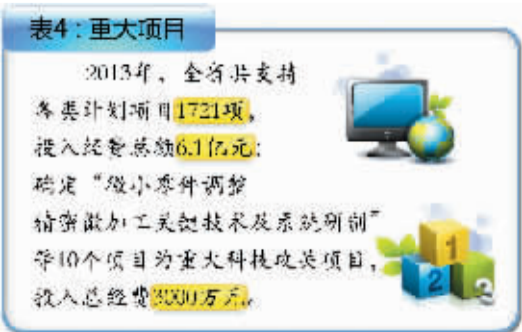 表4：重大项目
2013年，全省共支持
各类计划项目1721项，
投入经费总额6.1亿元；
确定“微小零件调整
精密微加工关键技术及系统研制”
等10个项目为重大科技攻关项目，
投入总经费3000万元。
1
2
3